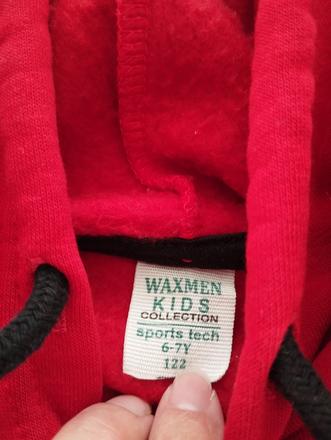 WAXMEN
KIDS
COLLECTION
sports tech
6-7Y
122